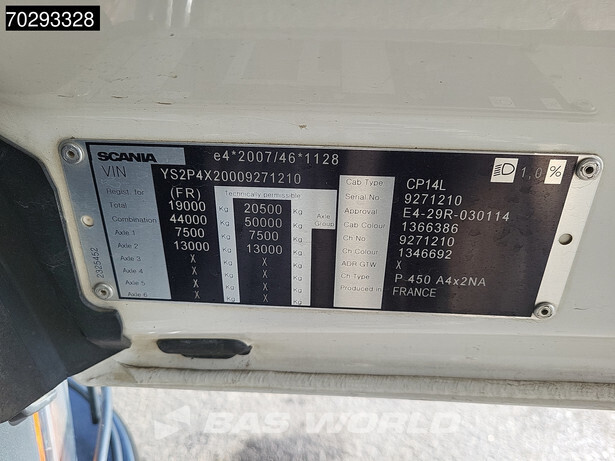 70293328
SCANIA e4*2007/46*1128
VIN YS2P4X20009271210
Regist. for (FR) Technically permissible
Total 19000 Kg 20500 Kg
Combination 44000 Kg 50000 Kg Axle Group
Axle 1 7500 Kg 7500 Kg
Axle 2 13000 Kg 13000 Kg
Axle 3 X Kg Kg
Axle 4 X Kg Kg
Axle 5 X Kg Kg
Axle 6 X Kg Kg
Cab Type CP14L
Serial.No 9271210
Approval E4-29R-030114
Cab Colour 1366386
Ch No 9271210
Ch.Colour 1346692
ADR GTW X
Ch-Type P 450 A4x2NA
Produced in FRANCE
1,0 %
2325452
BAS WORLD